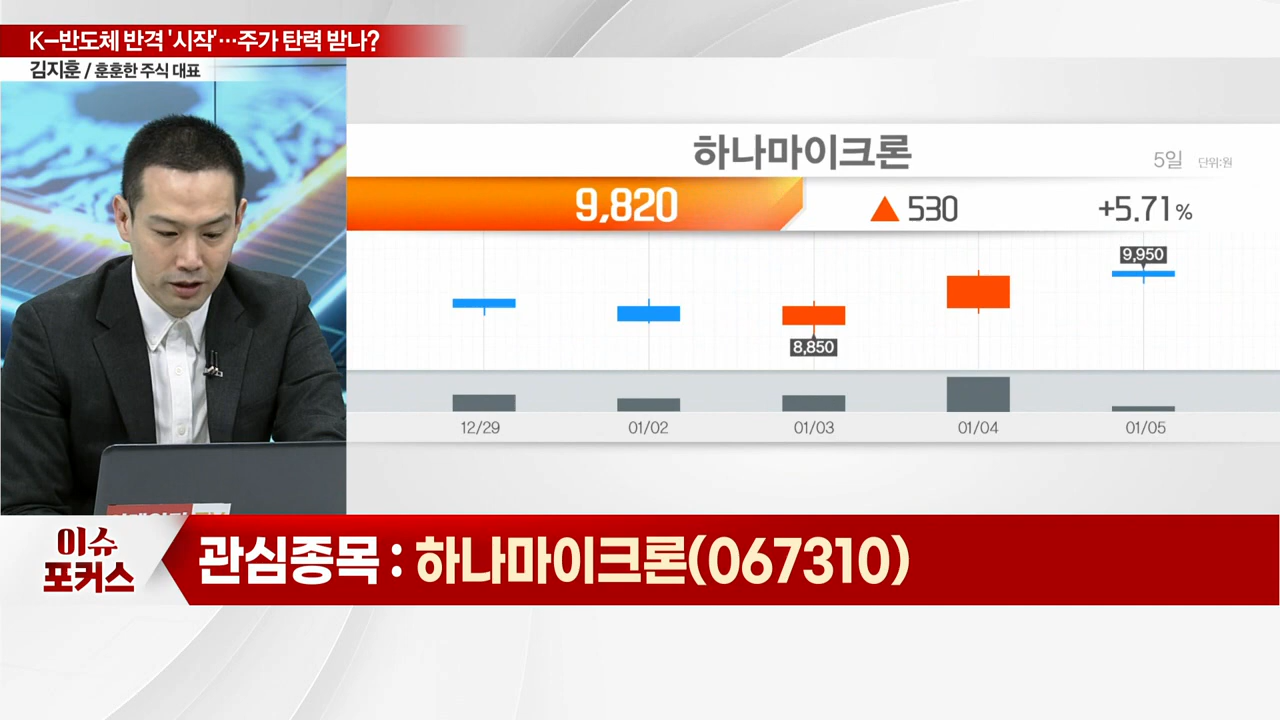 K-반도체 반격 '시작'…주가 탄력 받나?
김지훈 / 훈훈한 주식 대표
하나마이크론
5일 단위:원
9,820 ▲ 530 +5.71%
9,950
8,850
12/29 01/02 01/03 01/04 01/05
이슈
포커스
관심종목 : 하나마이크론(067310)